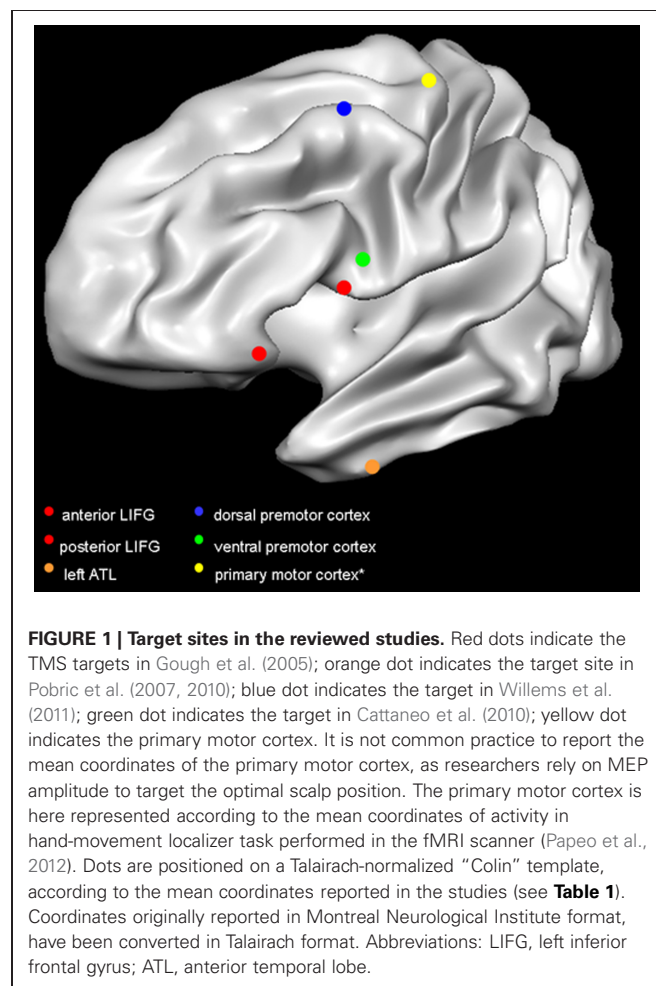 anterior LIFG
dorsal premotor cortex
posterior LIFG
ventral premotor cortex
left ATL
primary motor cortex*
FIGURE 1 | Target sites in the reviewed studies. Red dots indicate the
TMS targets in Gough et al. (2005); orange dot indicates the target site in
Pobric et al. (2007, 2010); blue dot indicates the target in Willems et al.
(2011); green dot indicates the target in Cattaneo et al. (2010); yellow dot
indicates the primary motor cortex. It is not common practice to report the
mean coordinates of the primary motor cortex, as researchers rely on MEP
amplitude to target the optimal scalp position. The primary motor cortex is
here represented according to the mean coordinates of activity in
hand-movement localizer task performed in the fMRI scanner (Papeo et al.,
2012). Dots are positioned on a Talairach-normalized “Colin” template,
according to the mean coordinates reported in the studies (see Table 1).
Coordinates originally reported in Montreal Neurological Institute format,
have been converted in Talairach format. Abbreviations: LIFG, left inferior
frontal gyrus; ATL, anterior temporal lobe.